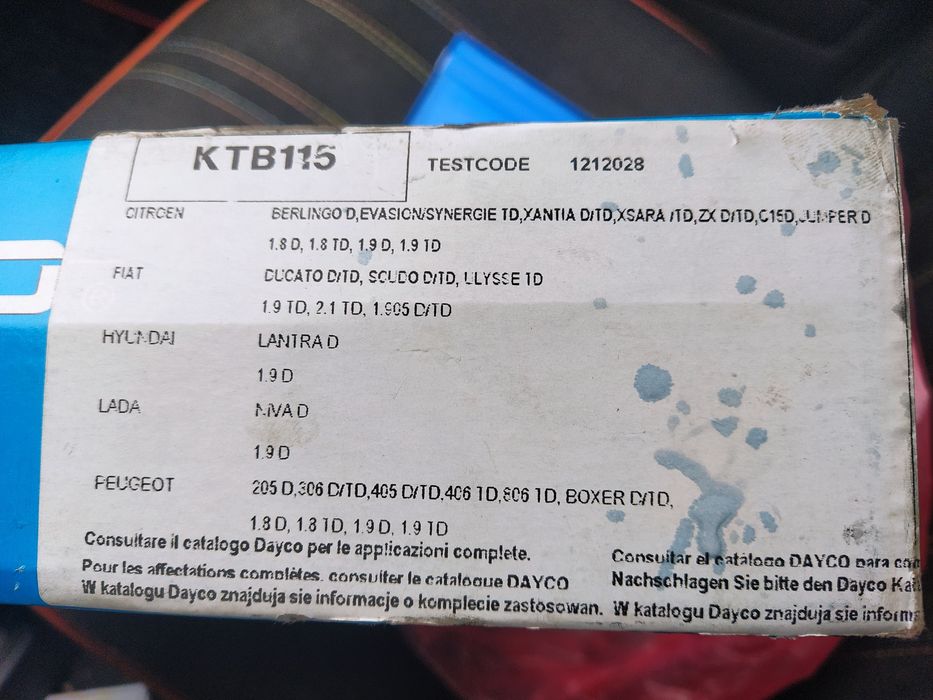 KTB115 TESTCODE 1212028
CITROEN BERLINGO D,EVASION/SYNERGIE TD,XANTIA D/TD,XSARA /TD,ZX D/TD,C15D,JUMPER D
1.8 D, 1.8 TD, 1.9 D, 1.9 TD
FIAT DUCATO D/TD, SCUDO D/TD, ULYSSE TD
1.9 TD, 2.1 TD, 1.905 D/TD
HYUNDAI LANTRA D
1.9 D
LADA NIVA D
1.9 D
PEUGEOT 205 D,306 D/TD,405 D/TD,406 TD,806 TD, BOXER D/TD,
1.8 D, 1.8 TD, 1.9 D, 1.9 TD
Consultare il catalogo Dayco per le applicazioni complete.
Consultar el catálogo DAYCO para
Pour les affectations complètes, consulter le catalogue DAYCO
Nachschlagen Sie bitte den Dayco
W katalogu Dayco znajduja sie informacje o komplecie zastosowan.
W katalogu Dayco znajduja sie